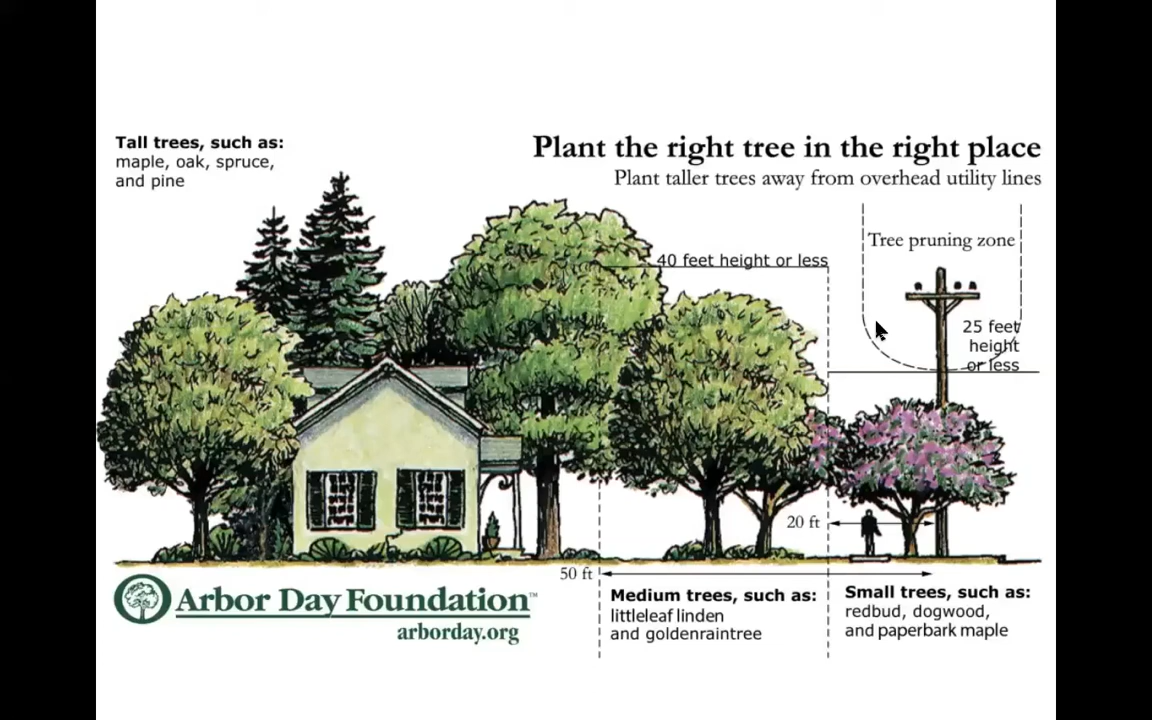 Tall trees, such as:
maple, oak, spruce,
and pine
Plant the right tree in the right place
Plant taller trees away from overhead utility lines
Tree pruning zone
40 feet height or less
25 feet
height
or less
20 ft
50 ft
Medium trees, such as:
littleleaf linden
and goldenraintree
Small trees, such as:
redbud, dogwood,
and paperbark maple
Arbor Day Foundation™
arborday.org